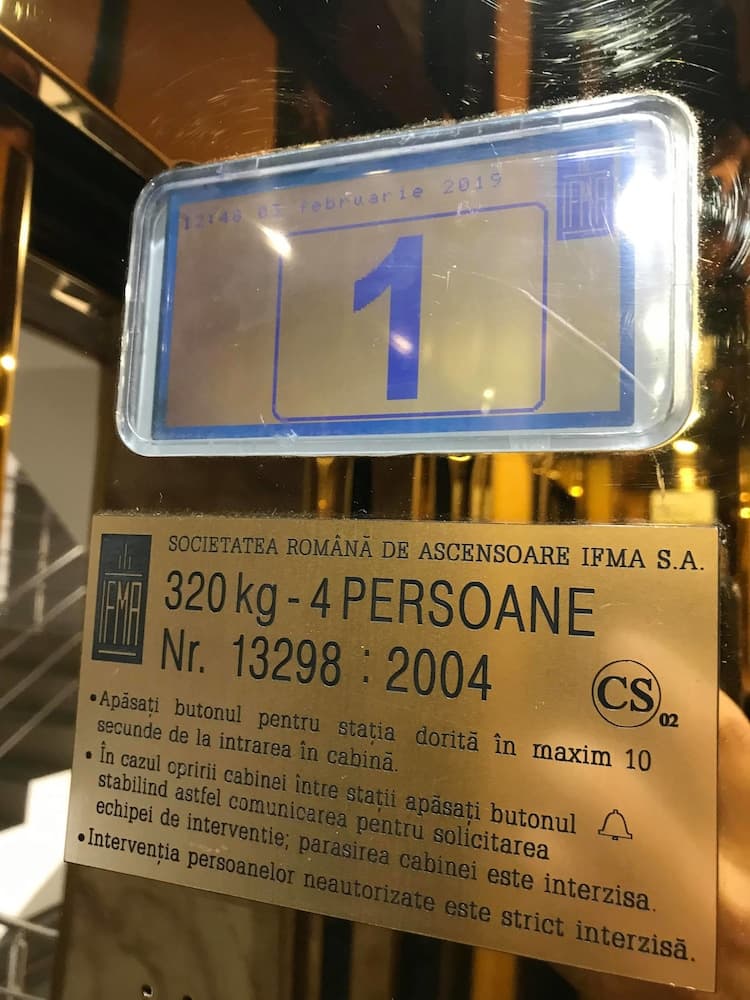 12:48 februarie 2019
IFMA
1
SOCIETATEA ROMÂNĂ DE ASCENSOARE IFMA S.A.
IFMA
320 kg - 4 PERSOANE
Nr. 13298 : 2004
CS 02
•Apăsați butonul pentru stația dorită în maxim 10
secunde de la intrarea în cabină.
• În cazul opririi cabinei între stații apăsați butonul
stabilind astfel comunicarea pentru solicitarea
echipei de interventie; parasirea cabinei este interzisa.
•Intervenția persoanelor neautorizate este strict interzisă.